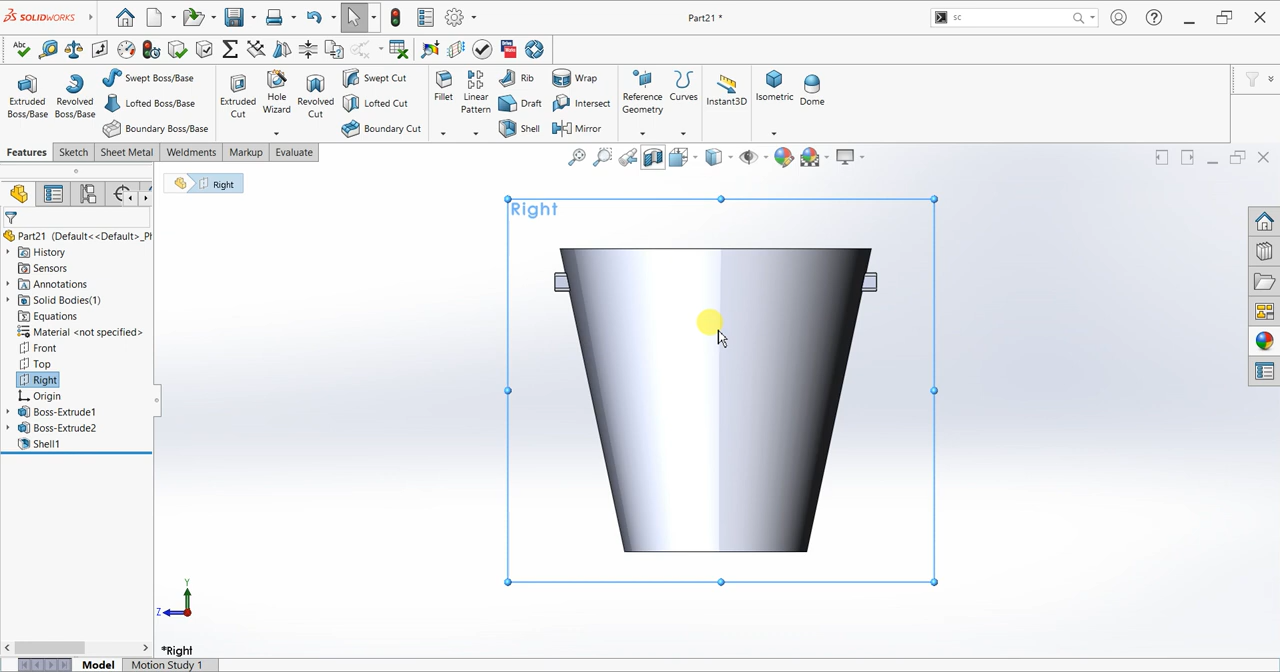 SOLIDWORKS
Part21 *
sc
Extruded Boss/Base
Revolved Boss/Base
Swept Boss/Base
Lofted Boss/Base
Boundary Boss/Base
Extruded Cut
Hole Wizard
Revolved Cut
Swept Cut
Lofted Cut
Boundary Cut
Fillet
Linear Pattern
Rib
Draft
Shell
Wrap
Intersect
Mirror
Reference Geometry
Curves
Instant3D
Isometric
Dome
Features
Sketch
Sheet Metal
Weldments
Markup
Evaluate
Right
Right
Part21 (Default<<Default>_Ph
History
Sensors
Annotations
Solid Bodies(1)
Equations
Material <not specified>
Front
Top
Right
Origin
Boss-Extrude1
Boss-Extrude2
Shell1
Y
Z
*Right
Model
Motion Study 1